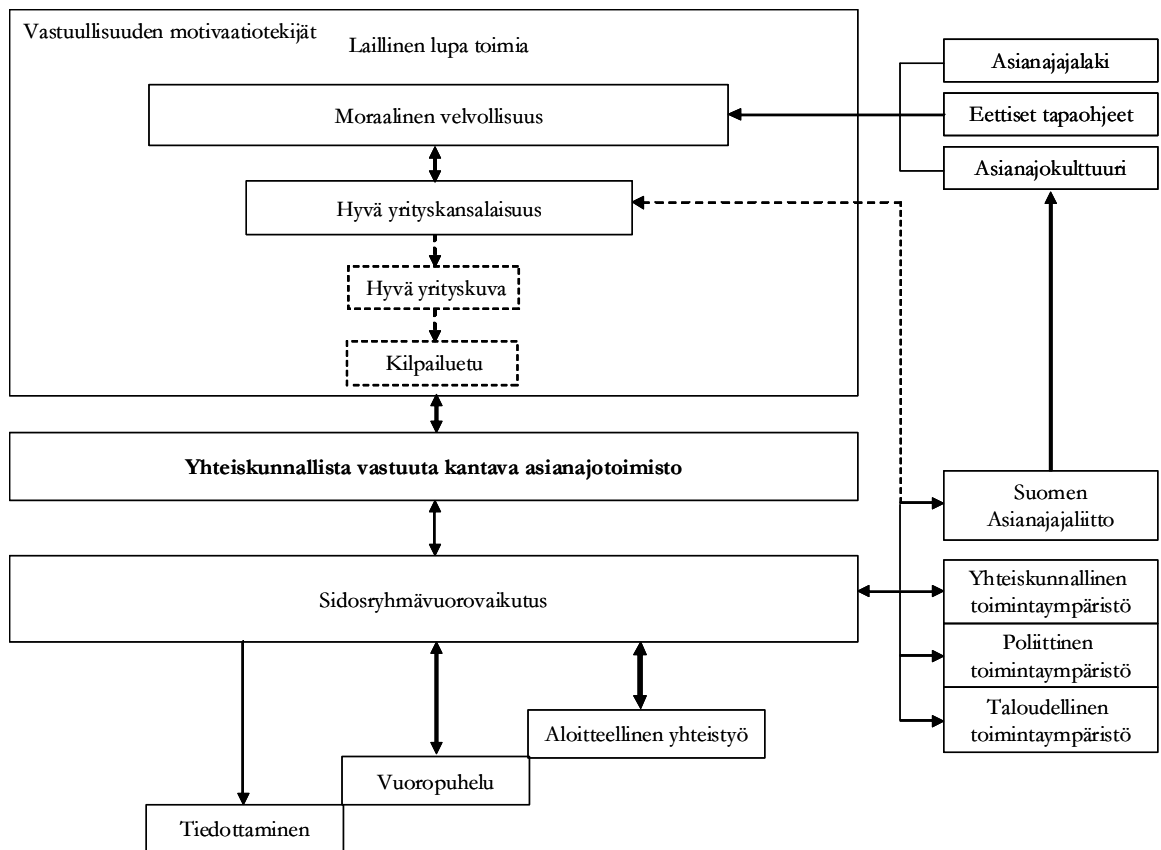 Vastuullisuuden motivaatiotekijät
Laillinen lupa toimia
Moraalinen velvollisuus
Hyvä yrityskansalaisuus
Hyvä yrityskuva
Kilpailuetu
Asianajajalaki
Eettiset tapaohjeet
Asianajokulttuuri
Yhteiskunnallista vastuuta kantava asianajotoimisto
Suomen
Asianajajaliitto
Sidosryhmävuorovaikutus
Yhteiskunnallinen
toimintaympäristö
Poliittinen
toimintaympäristö
Taloudellinen
toimintaympäristö
Aloitteellinen yhteistyö
Vuoropuhelu
Tiedottaminen